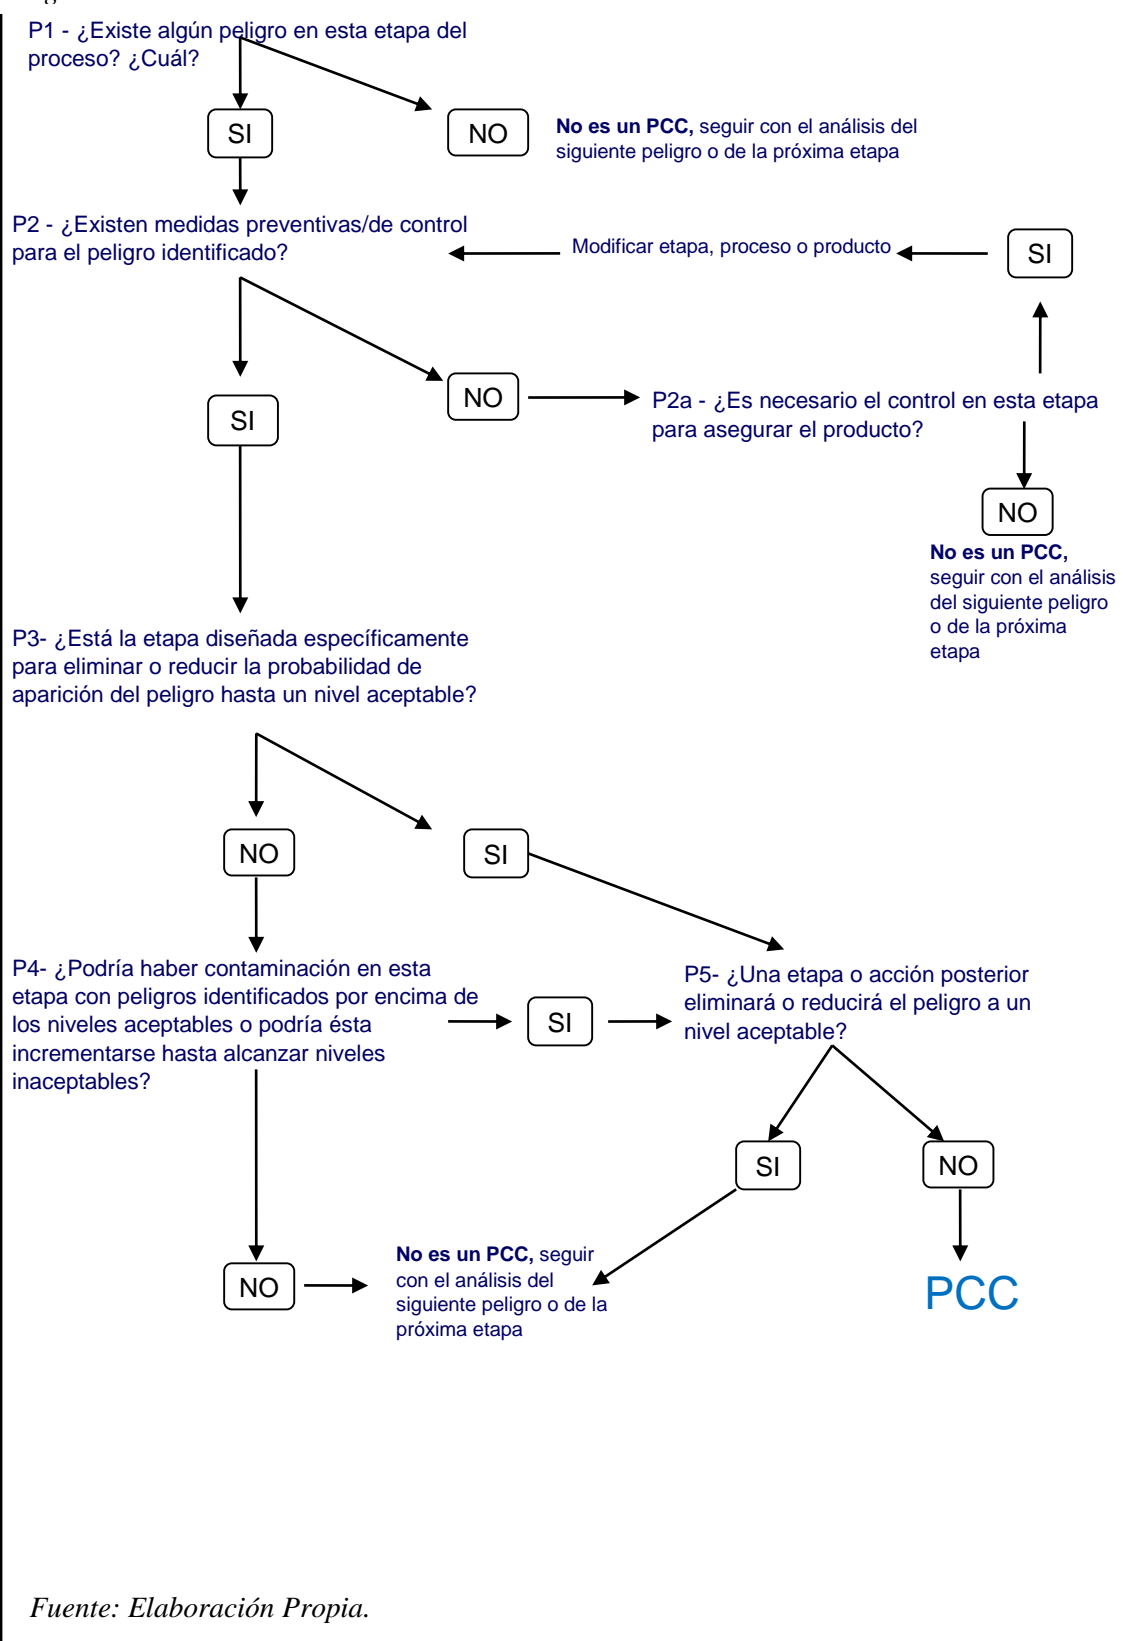 P1 - ¿Existe algún peligro en esta etapa del
proceso? ¿Cuál?
SI
NO
No es un PCC, seguir con el análisis del
siguiente peligro o de la próxima etapa
P2 - ¿Existen medidas preventivas/de control
para el peligro identificado?
Modificar etapa, proceso o producto
SI
SI
NO
P2a - ¿Es necesario el control en esta etapa
para asegurar el producto?
NO
No es un PCC,
seguir con el análisis
del siguiente peligro
o de la próxima
etapa
P3- ¿Está la etapa diseñada específicamente
para eliminar o reducir la probabilidad de
aparición del peligro hasta un nivel aceptable?
NO
SI
P4- ¿Podría haber contaminación en esta
etapa con peligros identificados por encima de
los niveles aceptables o podría ésta
incrementarse hasta alcanzar niveles
inaceptables?
SI
P5- ¿Una etapa o acción posterior
eliminará o reducirá el peligro a un
nivel aceptable?
SI
NO
NO
No es un PCC, seguir
con el análisis del
siguiente peligro o de la
próxima etapa
PCC
Fuente: Elaboración Propia.